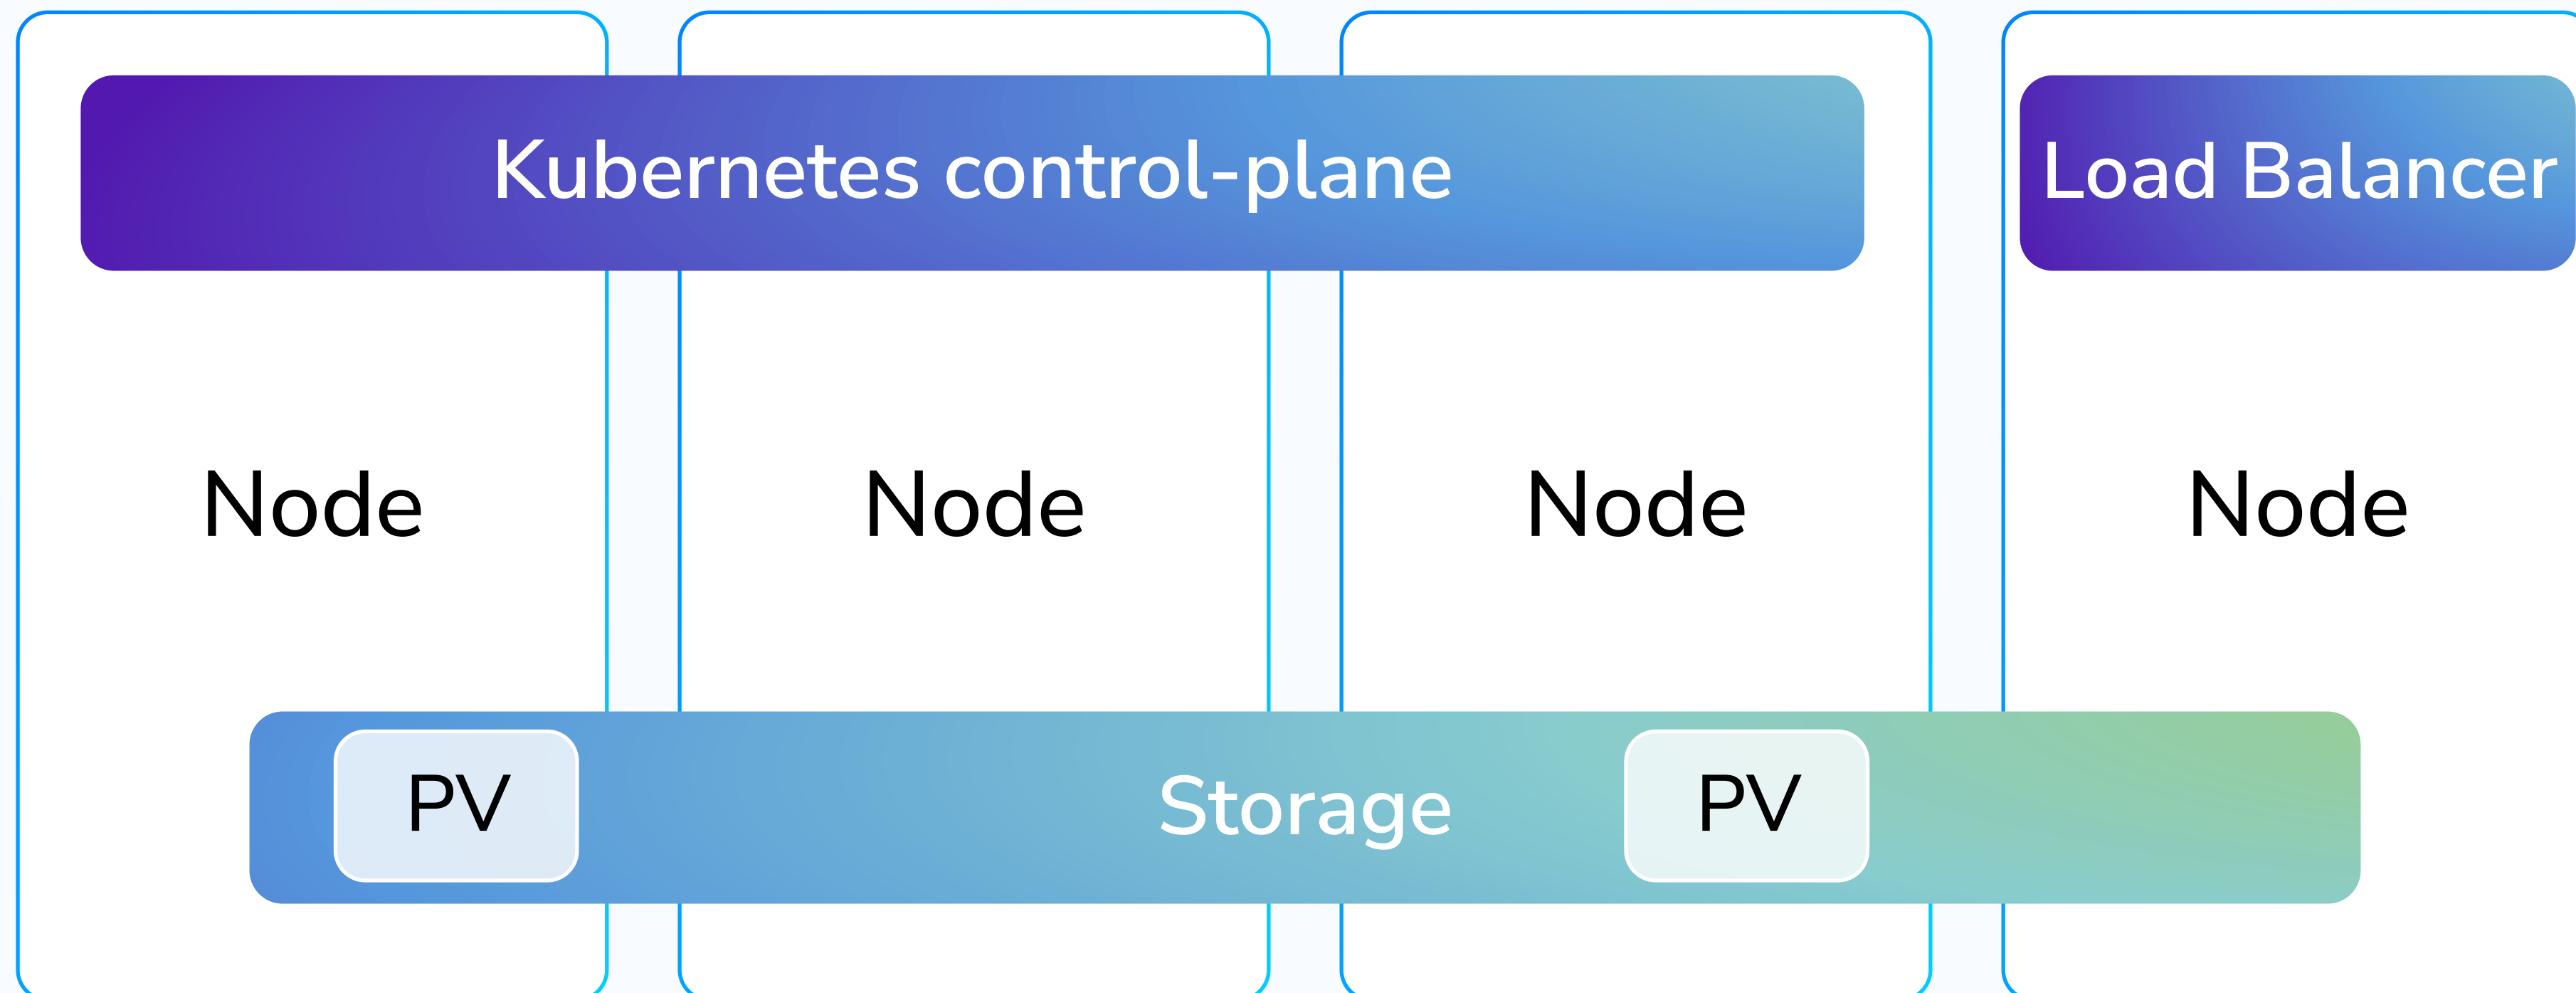 Kubernetes control-plane
Load Balancer
Node
Node
Node
Node
PV
Storage
PV